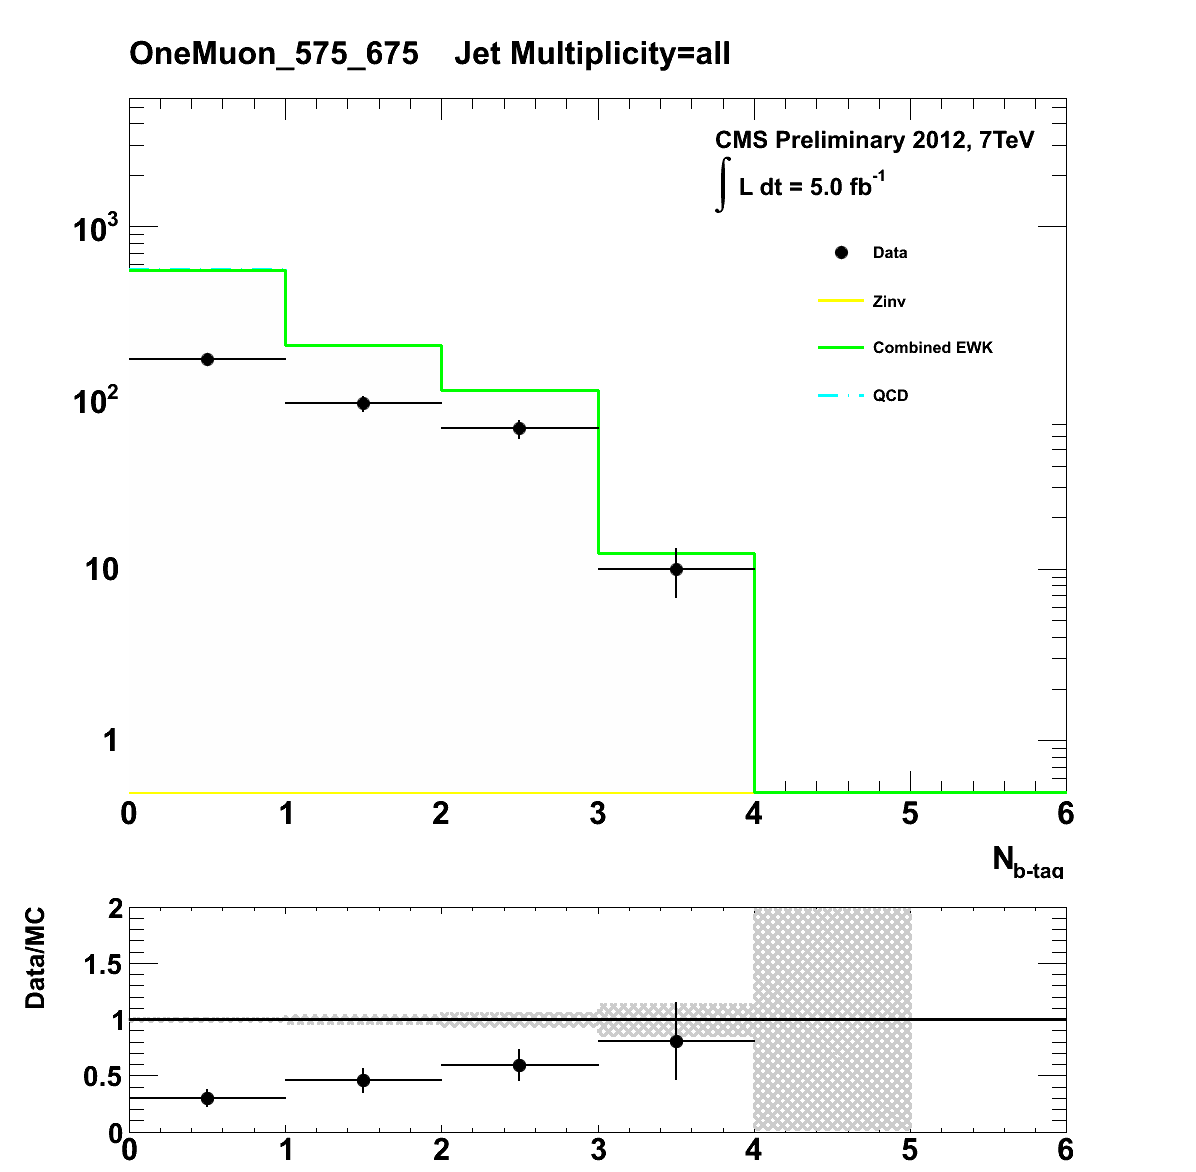 OneMuon_575_675 Jet Multiplicity=all
CMS Preliminary 2012, 7TeV
∫ L dt = 5.0 fb⁻¹
Data
Zinv
Combined EWK
QCD
10³
10²
10
1
0 1 2 3 4 5 6
N_b-tag
Data/MC
2
1.5
1
0.5
0
0 1 2 3 4 5 6